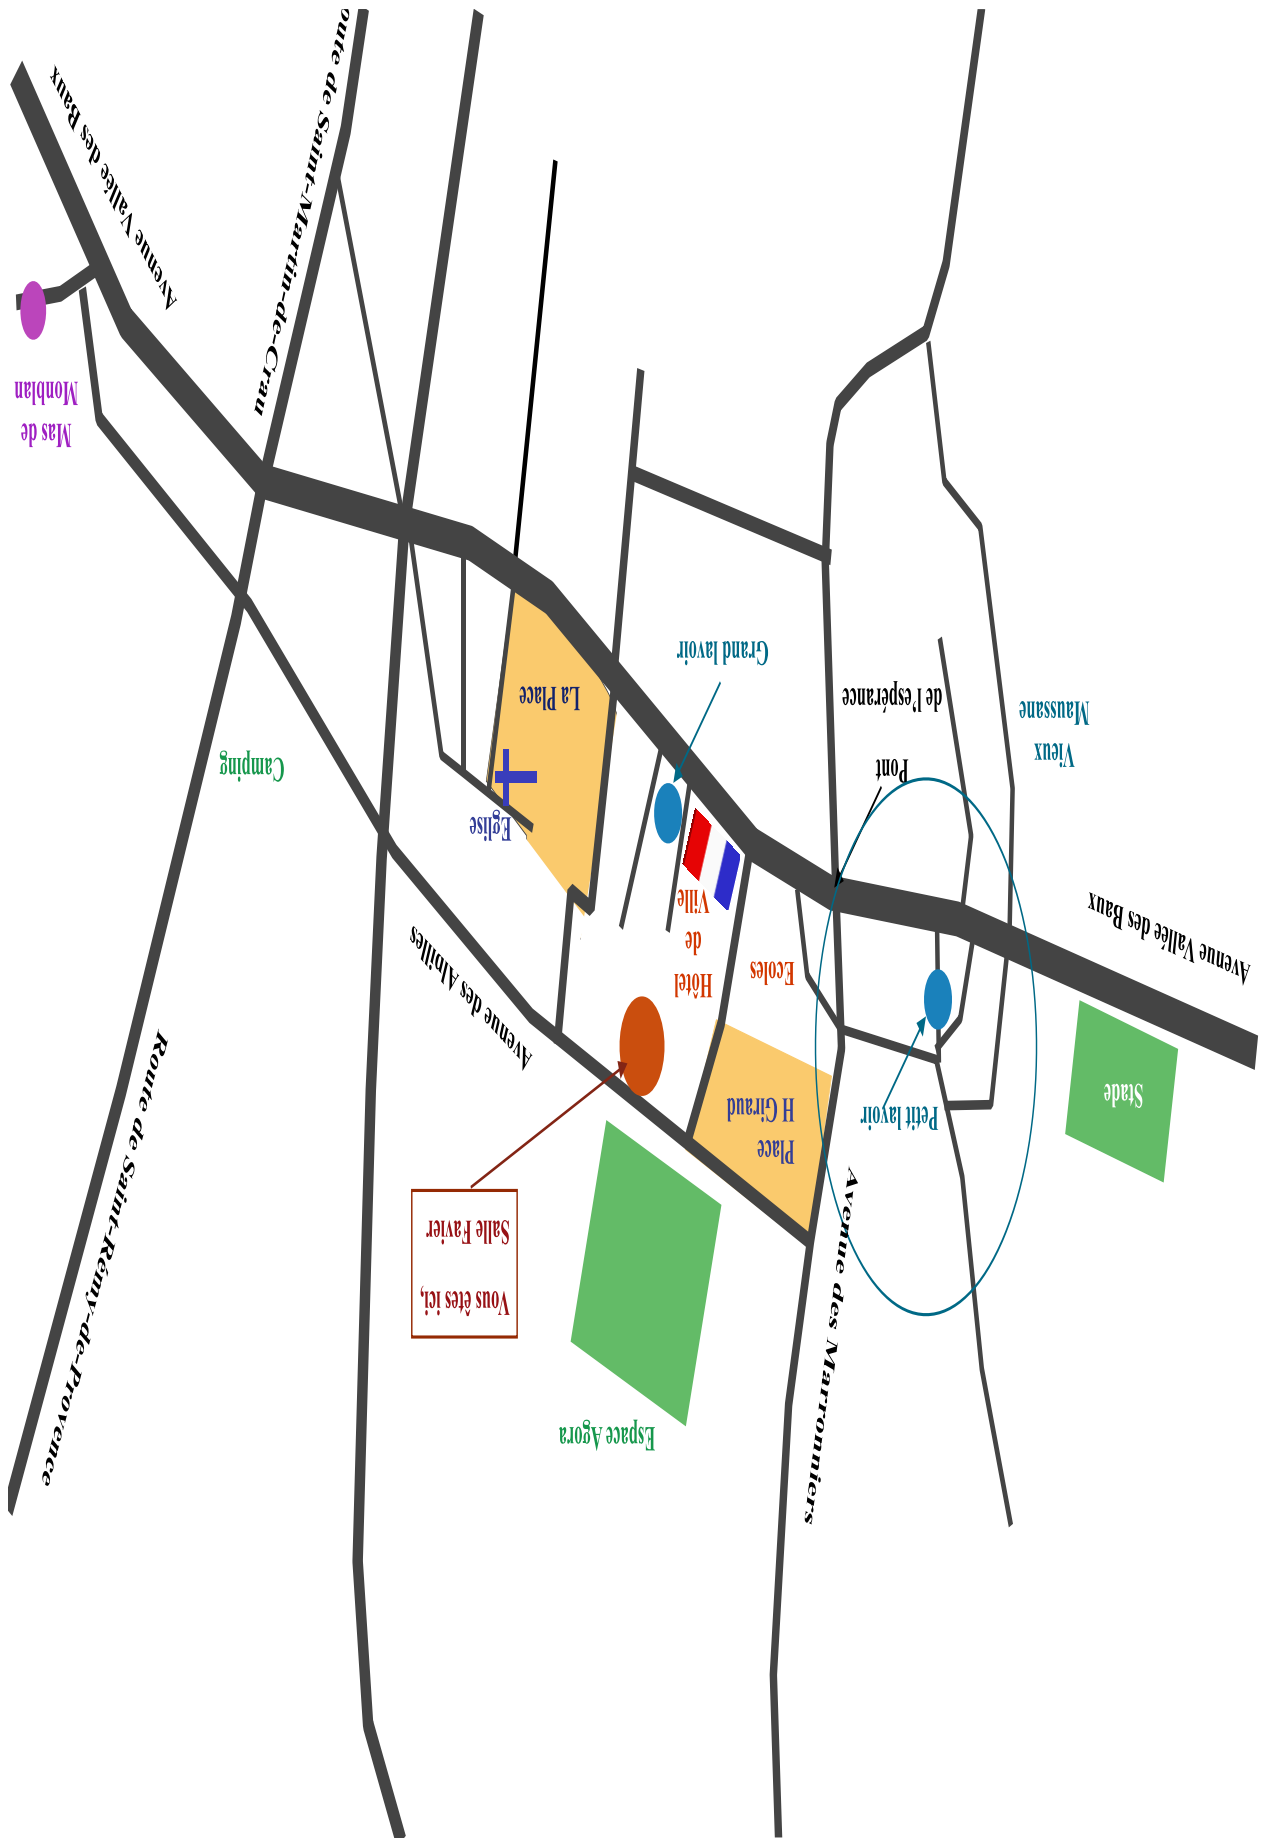 Espace Agora
Vous êtes ici,
Salle Favier
Avenue des Marronniers
Route de Saint-Rémy-de-Provence
Stade
Place
H Giraud
Petit lavoir
Avenue des Alpilles
Hôtel
de
Ville
Ecoles
Avenue Vallée des Baux
Eglise
La Place
Camping
Pont
de l'espérance
Vieux
Maussane
Grand lavoir
Mas de
Monblan
oute de Saint-Martin-de-Crau
Avenue Vallée des Baux